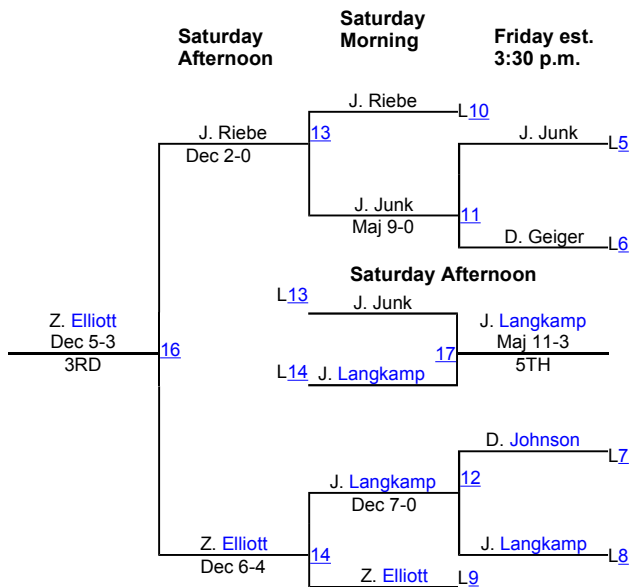 Saturday
Afternoon
Saturday
Morning
Friday est.
3:30 p.m.
J. Riebe
L10
J. Riebe
13
J. Junk
L5
Dec 2-0
J. Junk
11
Maj 9-0
D. Geiger
L6
Saturday Afternoon
L13
J. Junk
Z. Elliott
J. Langkamp
Dec 5-3
16
17
Maj 11-3
3RD
L14
J. Langkamp
5TH
D. Johnson
L7
J. Langkamp
12
Dec 7-0
Z. Elliott
14
J. Langkamp
L8
Dec 6-4
Z. Elliott
L9